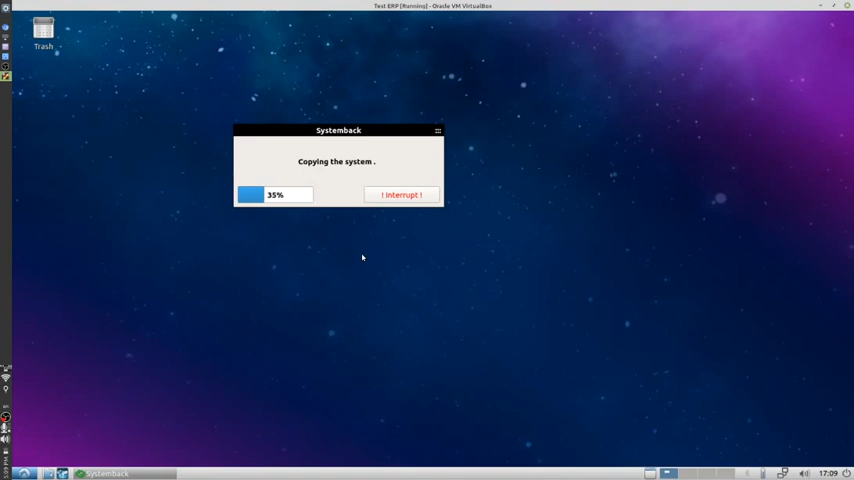 Test ERP [Running] - Oracle VM VirtualBox
Trash
Systemback
Copying the system .
35%
! Interrupt !
Systemback
17:09